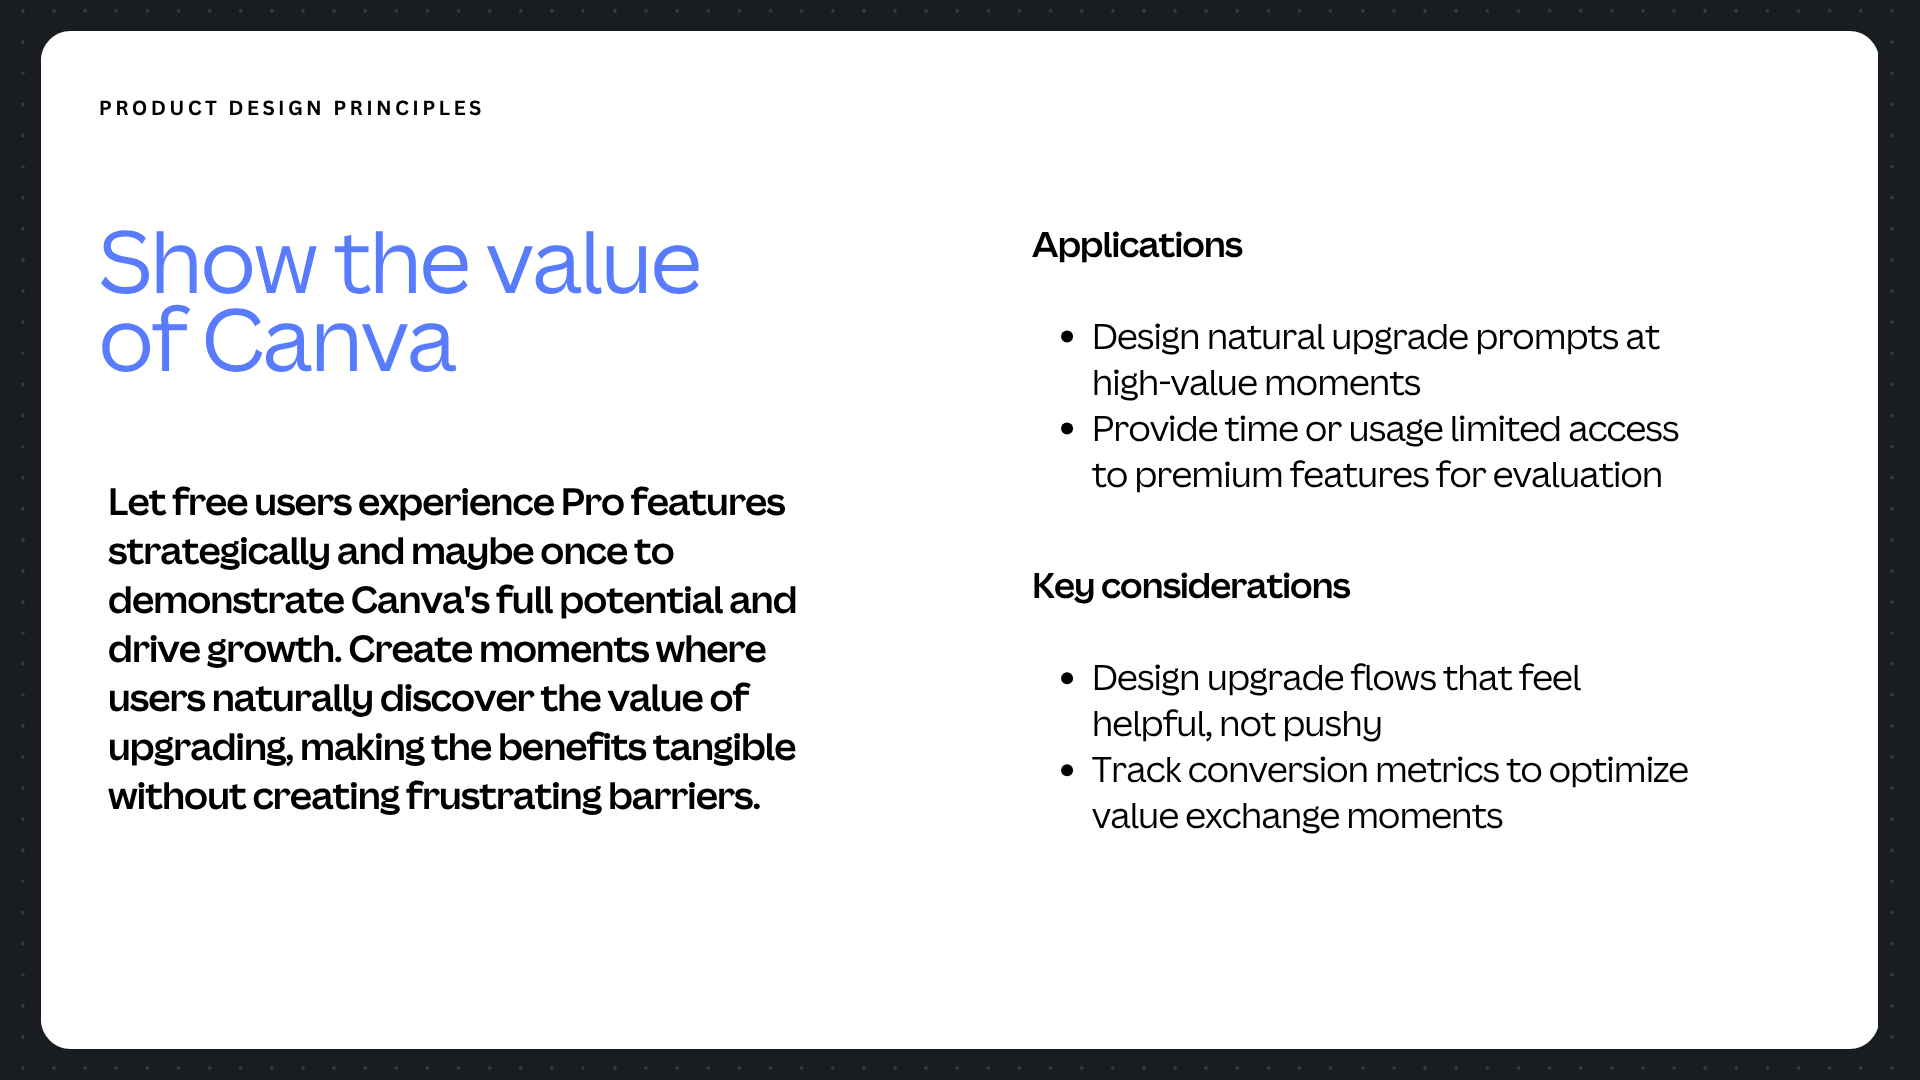 PRODUCT DESIGN PRINCIPLES
Show the value
of Canva
Let free users experience Pro features
strategically and maybe once to
demonstrate Canva's full potential and
drive growth. Create moments where
users naturally discover the value of
upgrading, making the benefits tangible
without creating frustrating barriers.
Applications
• Design natural upgrade prompts at
high-value moments
• Provide time or usage limited access
to premium features for evaluation
Key considerations
• Design upgrade flows that feel
helpful, not pushy
• Track conversion metrics to optimize
value exchange moments